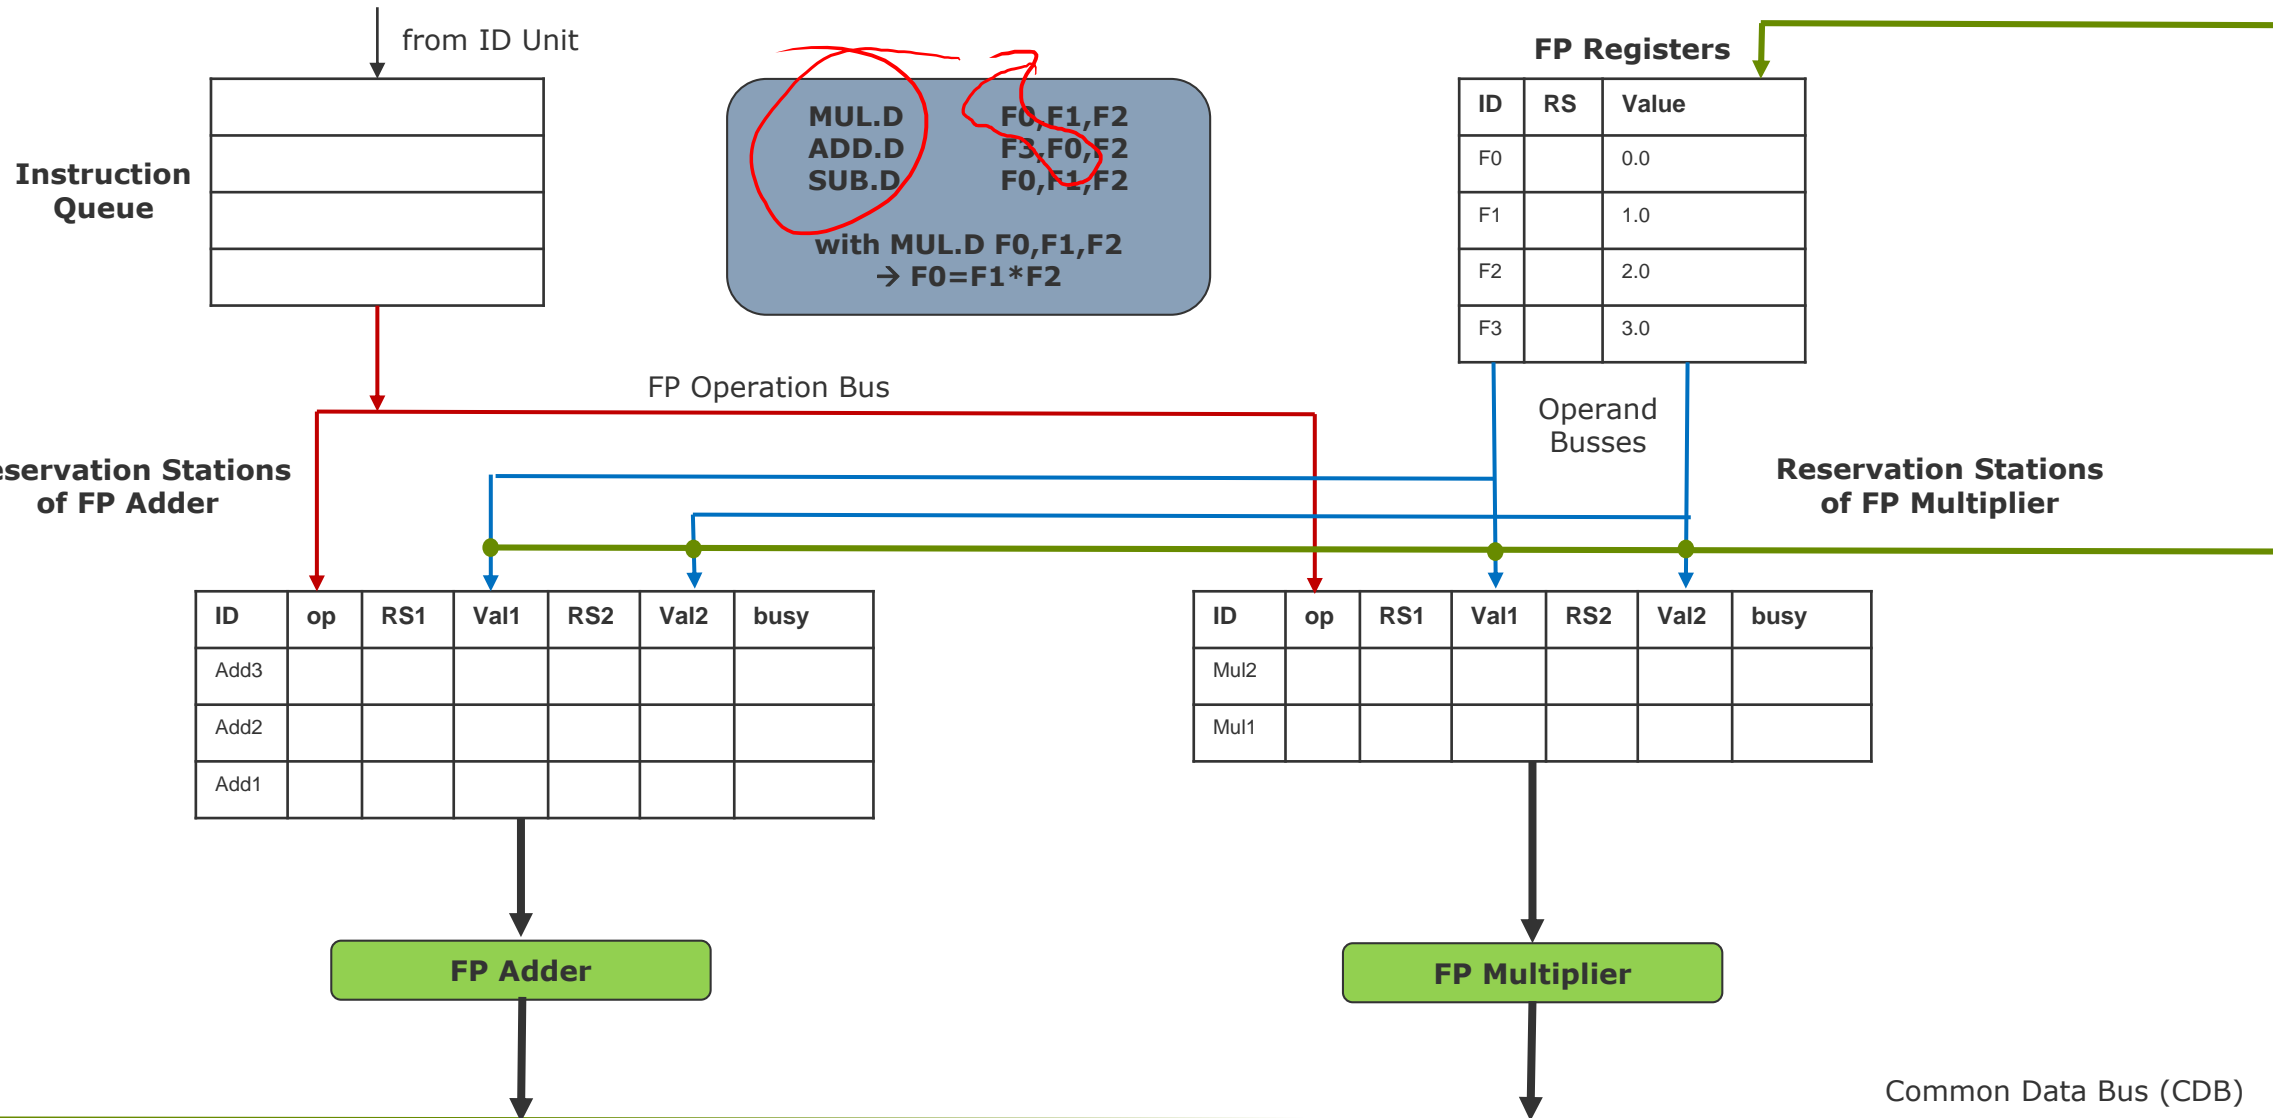 from ID Unit
FP Registers
Instruction
Queue
MUL.D F0,F1,F2
ADD.D F3,F0,F2
SUB.D F0,F1,F2
with MUL.D F0,F1,F2
→ F0=F1*F2
ID RS Value
F0 0.0
F1 1.0
F2 2.0
F3 3.0
FP Operation Bus
Operand
Busses
eservation Stations
of FP Adder
Reservation Stations
of FP Multiplier
ID op RS1 Val1 RS2 Val2 busy
Add3
Add2
Add1
ID op RS1 Val1 RS2 Val2 busy
Mul2
Mul1
FP Adder
FP Multiplier
Common Data Bus (CDB)